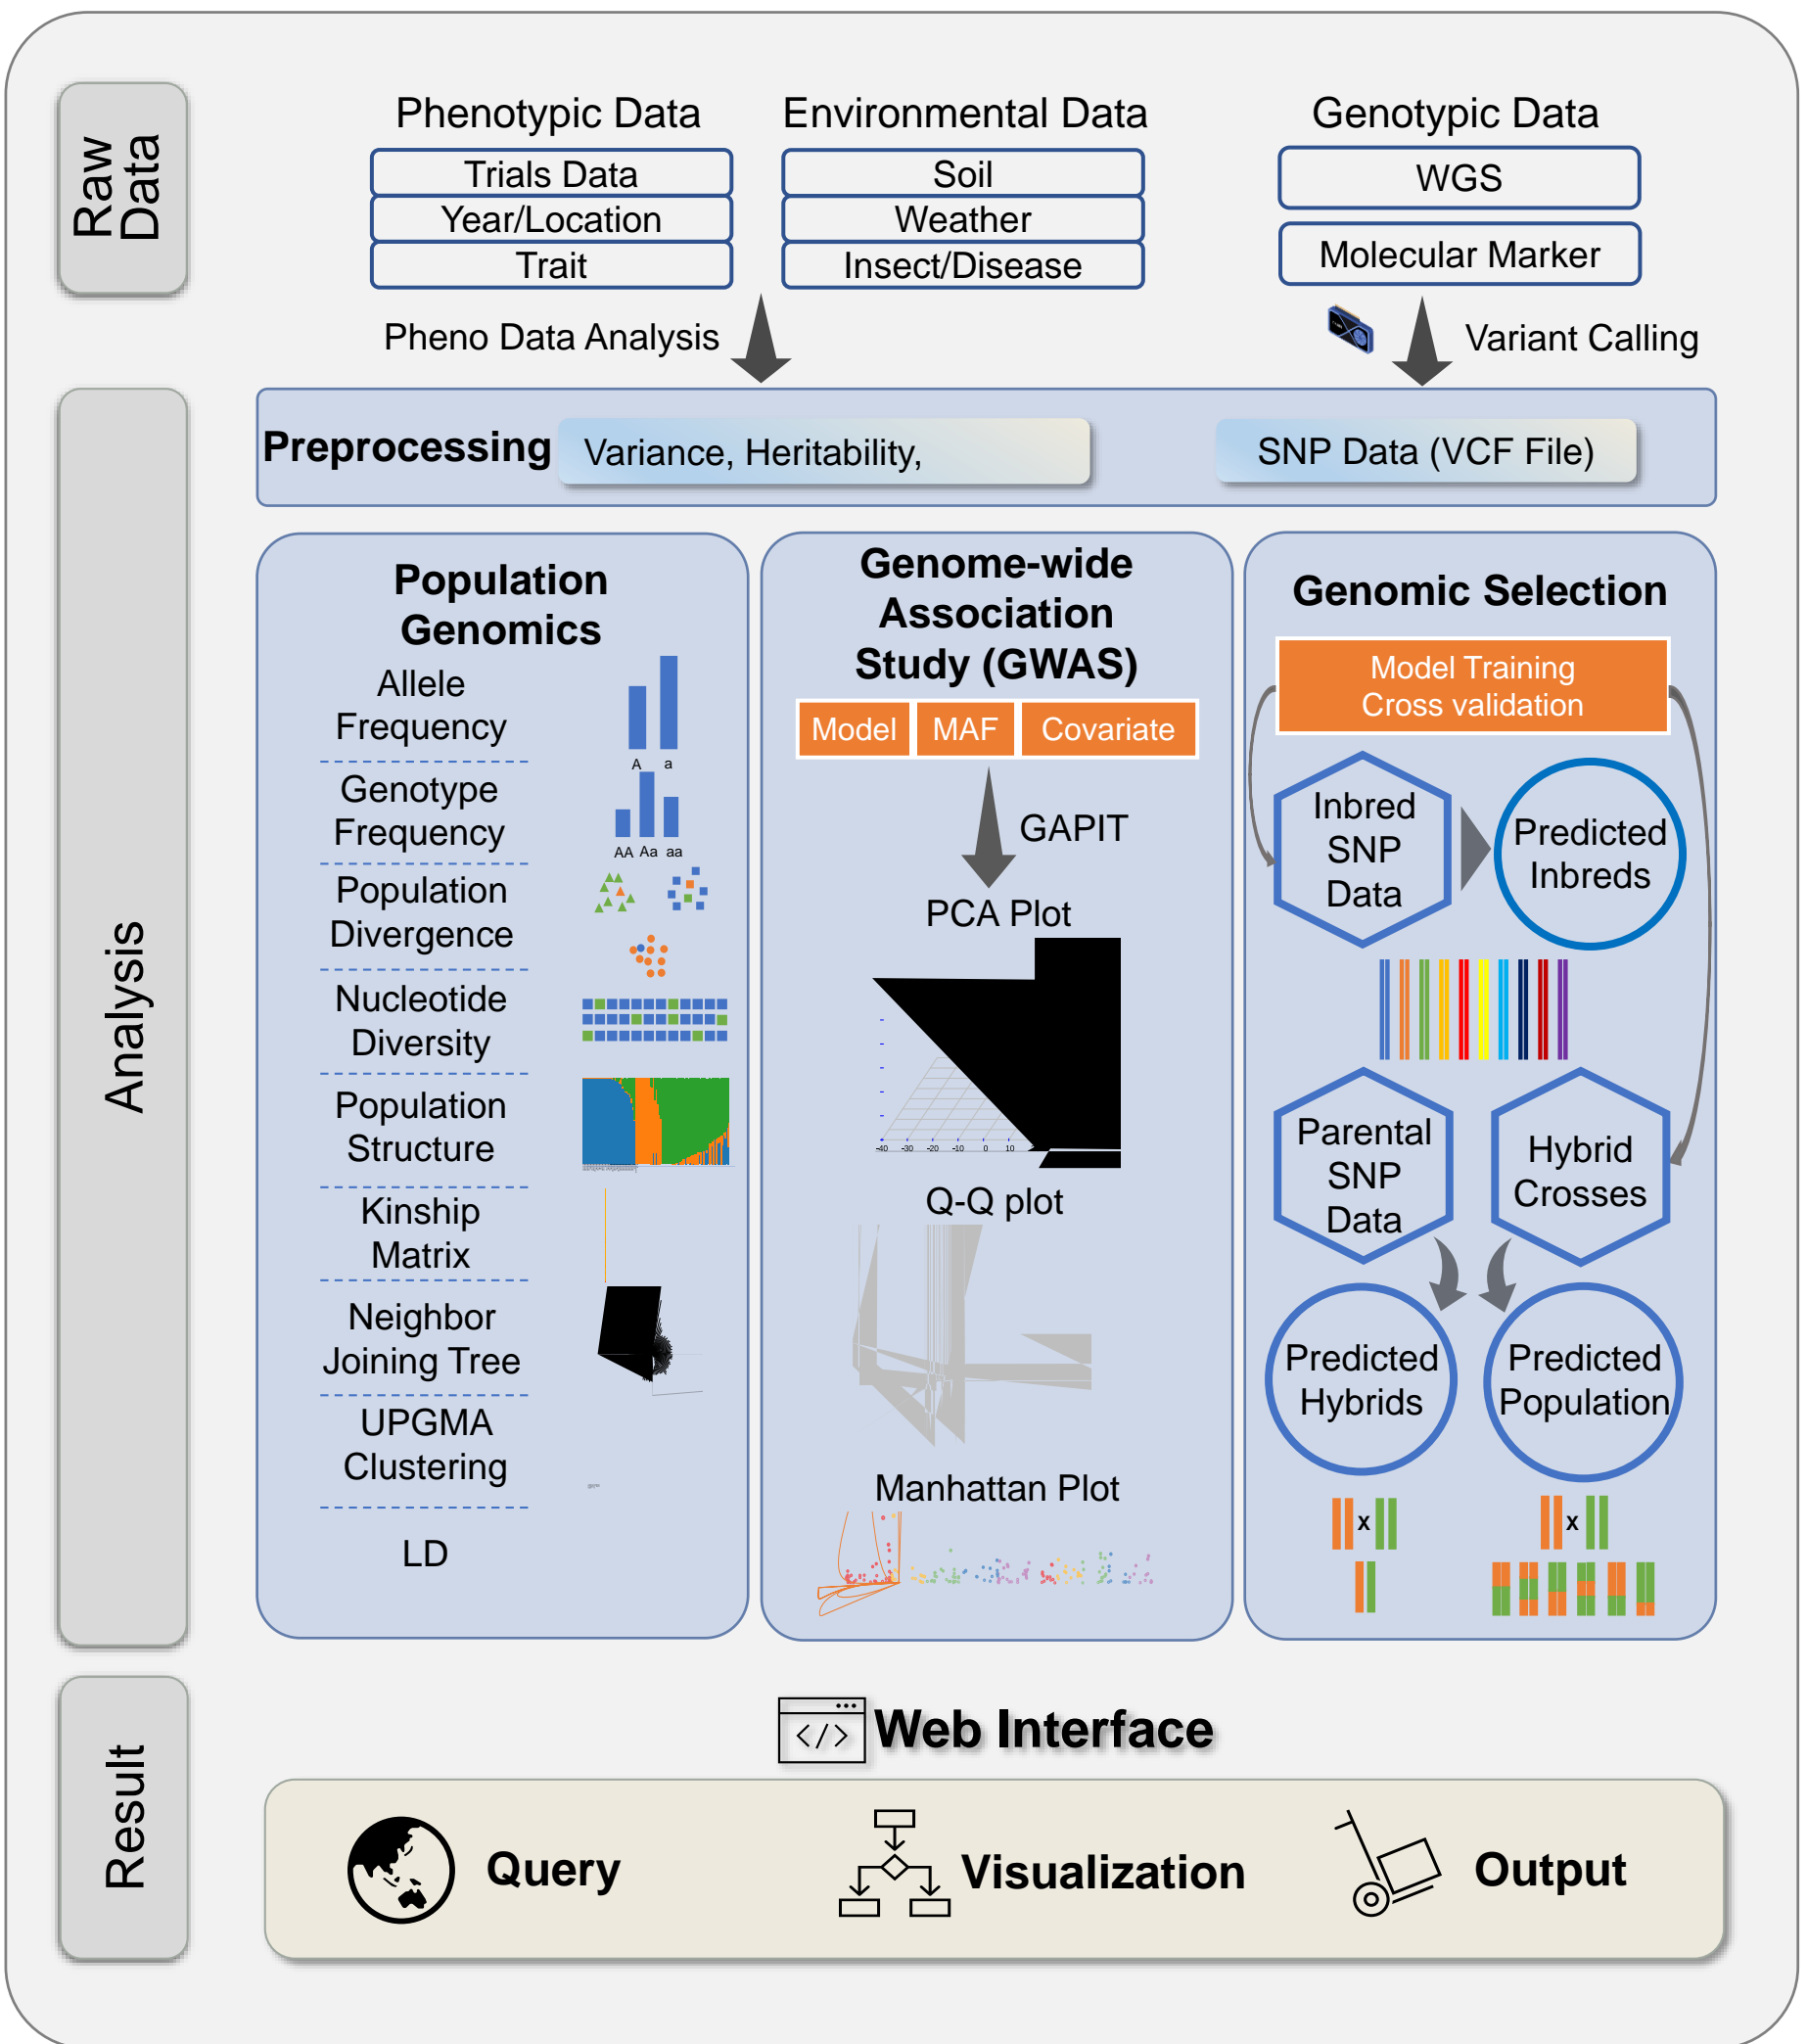 Raw
Data
Phenotypic Data
Trials Data
Year/Location
Trait
Environmental Data
Soil
Weather
Insect/Disease
Genotypic Data
WGS
Molecular Marker
Pheno Data Analysis
Variant Calling
Analysis
Preprocessing
Variance, Heritability,
SNP Data (VCF File)
Population
Genomics
Allele
Frequency
A a
Genotype
Frequency
AA Aa aa
Population
Divergence
Nucleotide
Diversity
Population
Structure
Kinship
Matrix
Neighbor
Joining Tree
UPGMA
Clustering
LD
Genome-wide
Association
Study (GWAS)
Model
MAF
Covariate
GAPIT
PCA Plot
-40 -30 -20 -10 0 10
Q-Q plot
Manhattan Plot
Genomic Selection
Model Training
Cross validation
Inbred
SNP
Data
Predicted
Inbreds
Parental
SNP
Data
Hybrid
Crosses
Predicted
Hybrids
Predicted
Population
x
x
Result
</> Web Interface
Query
Visualization
Output